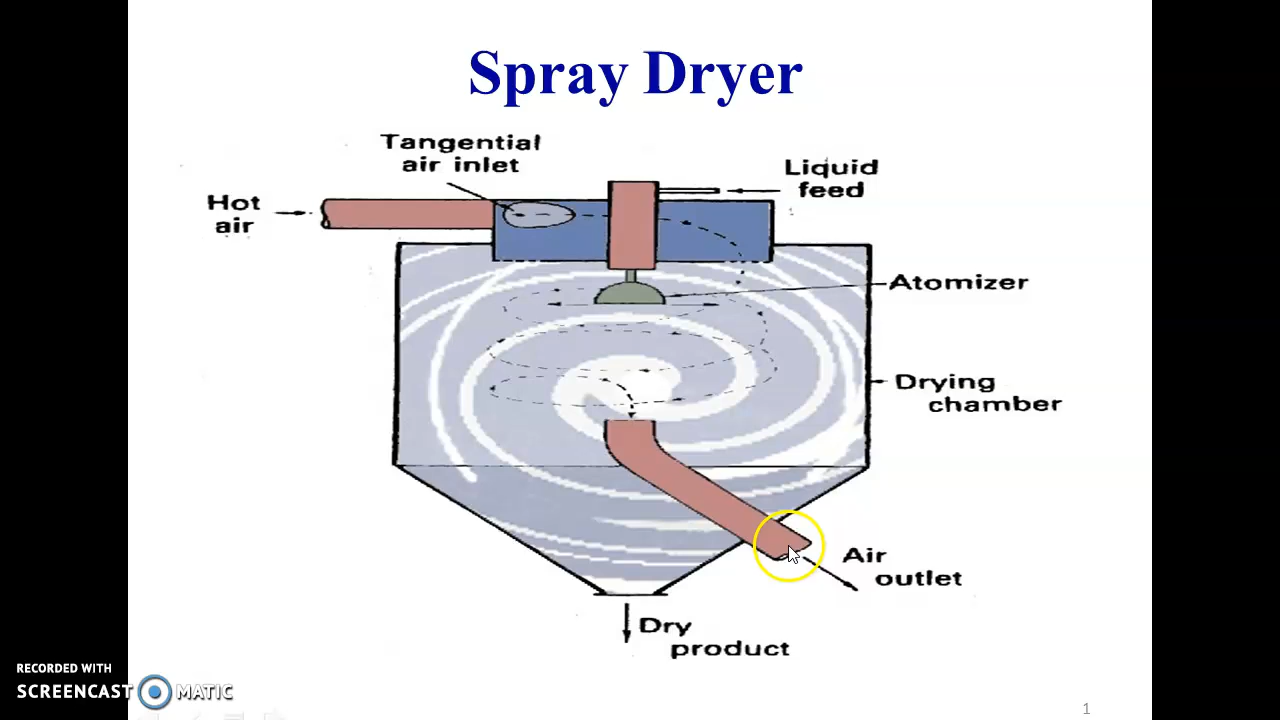 Spray Dryer
Tangential
air inlet
Liquid
feed
Hot
air
Atomizer
Drying
chamber
Air
outlet
Dry
product
RECORDED WITH
SCREENCAST MATIC
1